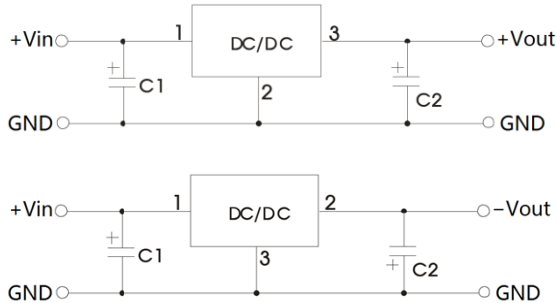 +Vin 1 DC/DC 3 +Vout
+ C1 2 + C2
GND GND
+Vin 1 DC/DC 2 −Vout
+ C1 3 + C2
GND GND